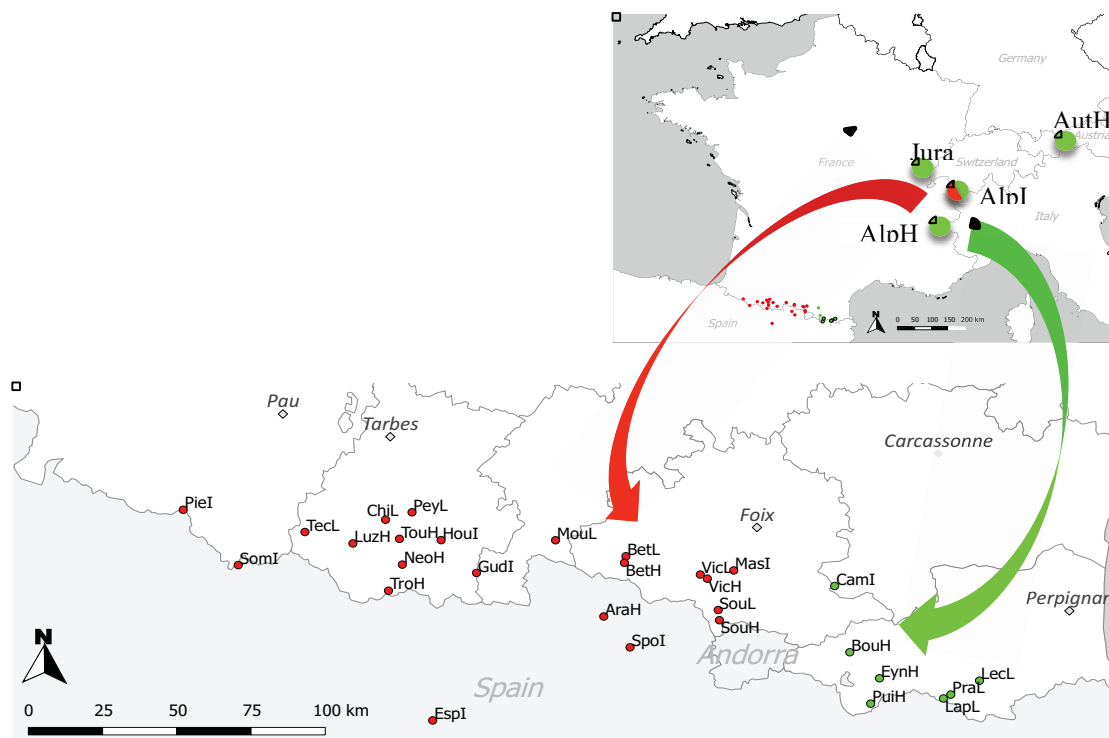 Germany
AutH
Austria
Jura
France
Switzerland
AlpI
Italy
AlpH
Spain
N
0 50 100 150 200 km
Pau
Tarbes
Carcassonne
PieI
ChiL
PeyL
TecL
LuzH
TouH
HouI
MouL
Foix
SomI
NeoH
GudI
BetL
BetH
VicL
MasI
VicH
CamI
TroH
AraH
SouL
SouH
Perpignan
SpoI
Andorra
BouH
N
Spain
EynH
LecL
PraL
PuiH
LapL
EspI
0 25 50 75 100 km